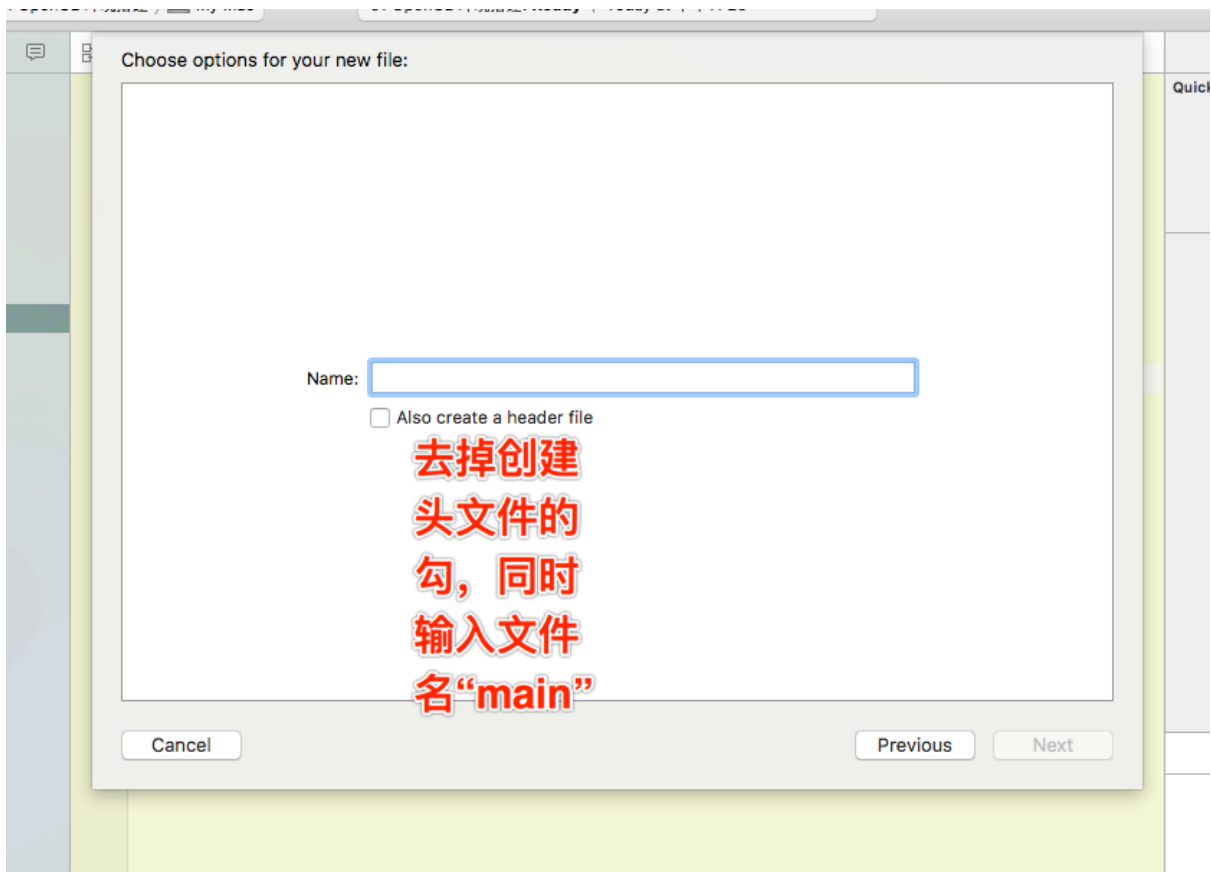 Choose options for your new file:
Quick
Name:
Also create a header file
去掉创建
头文件的
勾，同时
输入文件
名“main”
Cancel
Previous
Next